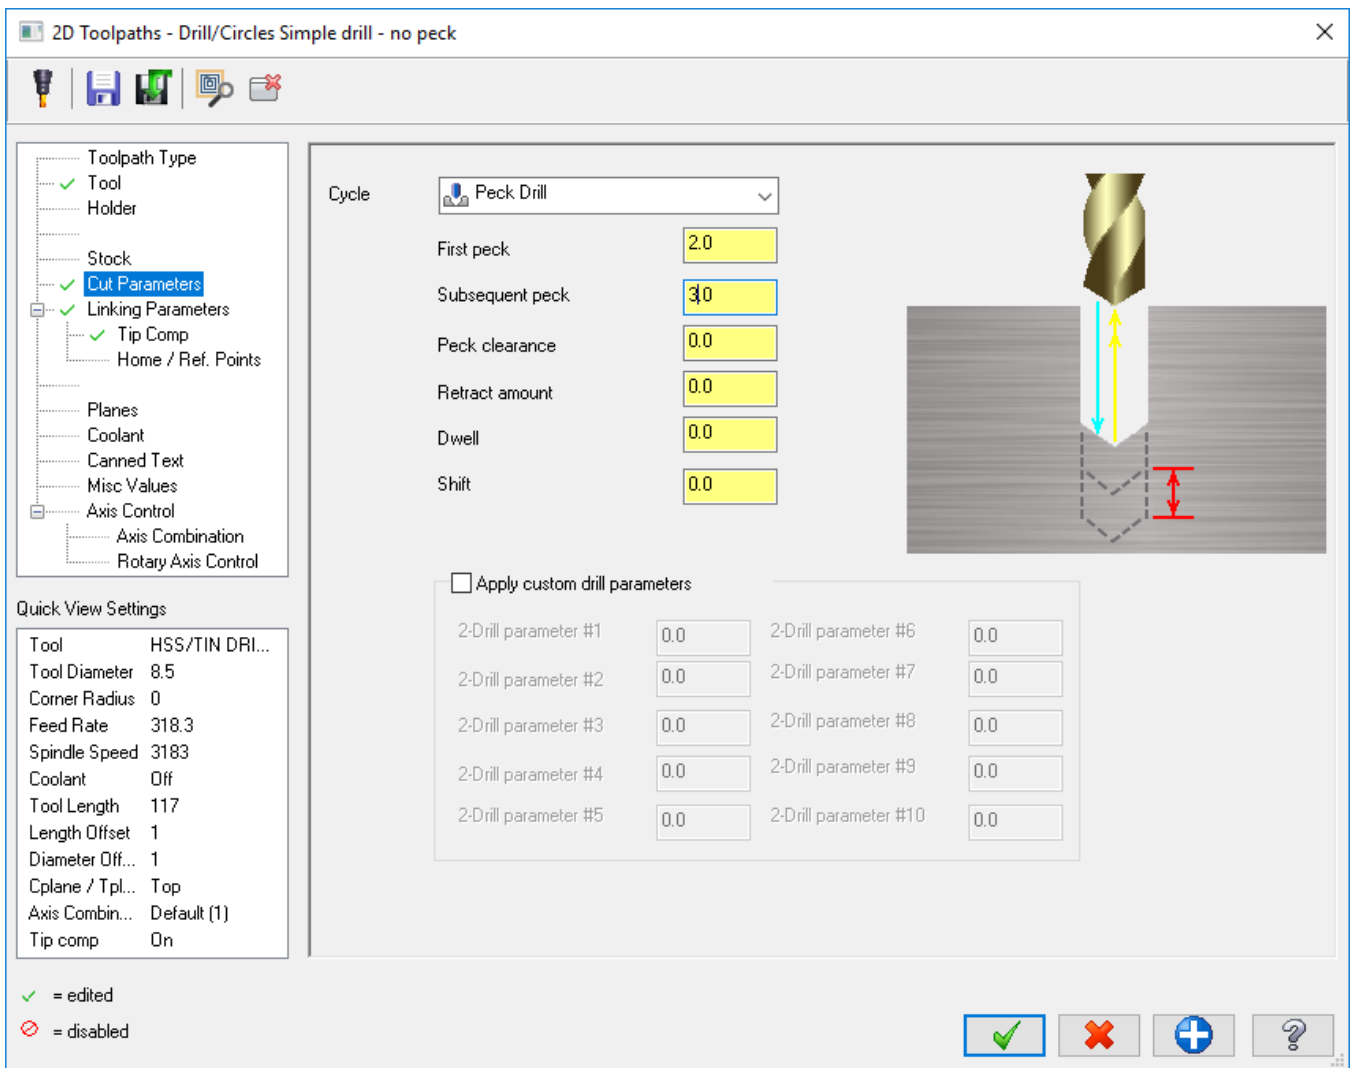 2D Toolpaths - Drill/Circles Simple drill - no peck
Toolpath Type
Tool
Holder
Stock
Cut Parameters
Linking Parameters
Tip Comp
Home / Ref. Points
Planes
Coolant
Canned Text
Misc Values
Axis Control
Axis Combination
Rotary Axis Control
Quick View Settings
Tool HSS/TIN DRI...
Tool Diameter 8.5
Corner Radius 0
Feed Rate 318.3
Spindle Speed 3183
Coolant Off
Tool Length 117
Length Offset 1
Diameter Off... 1
Cplane / Tpl... Top
Axis Combin... Default (1)
Tip comp On
= edited
= disabled
Cycle Peck Drill
First peck 2.0
Subsequent peck 3.0
Peck clearance 0.0
Retract amount 0.0
Dwell 0.0
Shift 0.0
Apply custom drill parameters
2-Drill parameter #1 0.0 2-Drill parameter #6 0.0
2-Drill parameter #2 0.0 2-Drill parameter #7 0.0
2-Drill parameter #3 0.0 2-Drill parameter #8 0.0
2-Drill parameter #4 0.0 2-Drill parameter #9 0.0
2-Drill parameter #5 0.0 2-Drill parameter #10 0.0